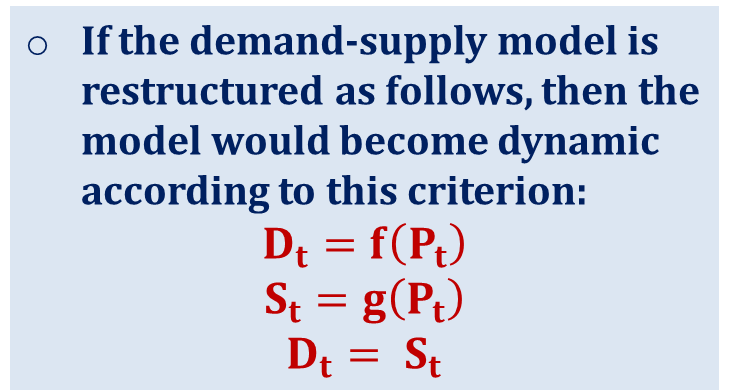 ○ If the demand-supply model is
restructured as follows, then the
model would become dynamic
according to this criterion:
Dₜ = f(Pₜ)
Sₜ = g(Pₜ)
Dₜ = Sₜ